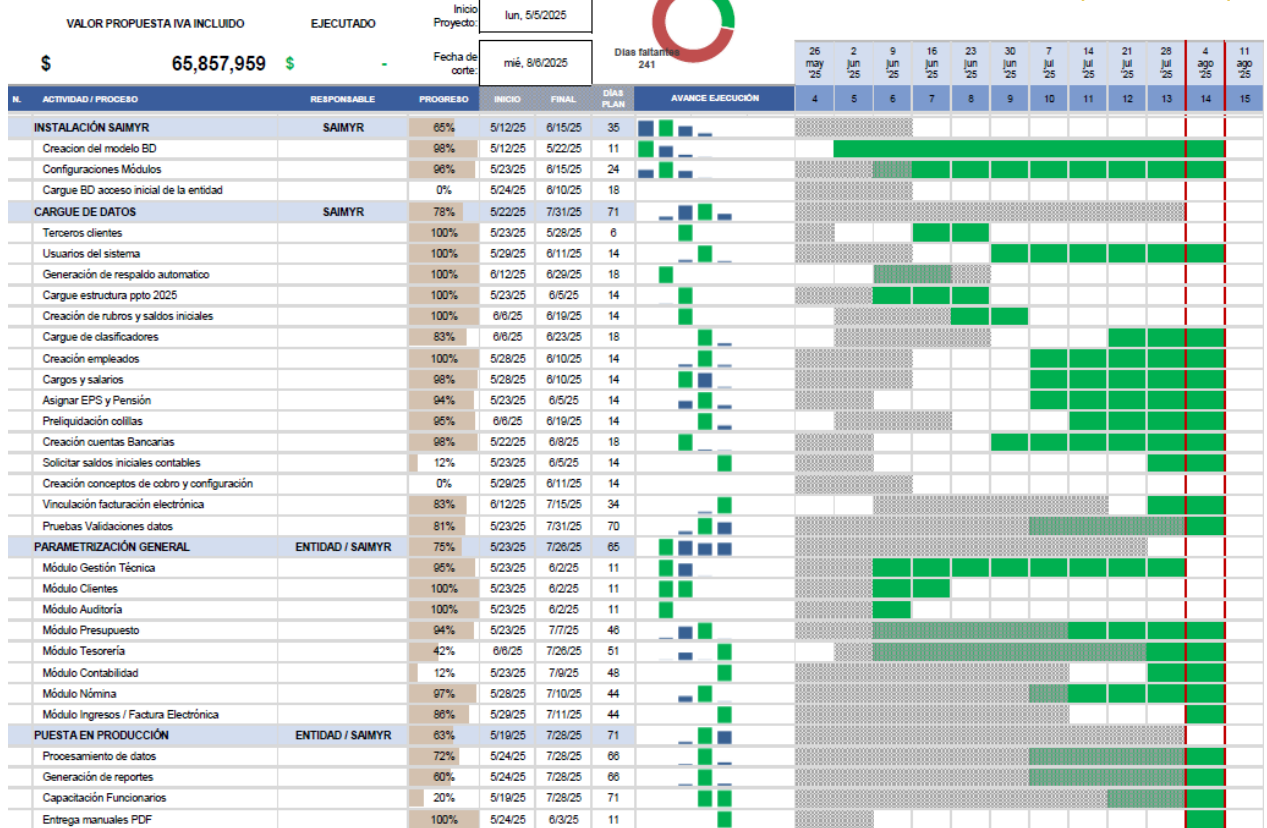 Inicio Proyecto: lun, 5/5/2025
VALOR PROPUESTA IVA INCLUIDO EJECUTADO
$ 65,857,959 $ -
Fecha de corte: mié, 8/6/2025
Días faltantes 241
26 may '25 2 jun '25 9 jun '25 16 jun '25 23 jun '25 30 jun '25 7 jul '25 14 jul '25 21 jul '25 28 jul '25 4 ago '25 11 ago '25
N. ACTIVIDAD / PROCESO RESPONSABLE PROGRESO INICIO FINAL DÍAS PLAN AVANCE EJECUCIÓN 4 5 6 7 8 9 10 11 12 13 14 15
INSTALACIÓN SAIMYR SAIMYR 65% 5/12/25 6/15/25 35
Creacion del modelo BD 98% 5/12/25 5/22/25 11
Configuraciones Módulos 96% 5/23/25 6/15/25 24
Cargue BD acceso inicial de la entidad 0% 5/24/25 6/10/25 18
CARGUE DE DATOS SAIMYR 78% 5/22/25 7/31/25 71
Terceros clientes 100% 5/23/25 5/28/25 6
Usuarios del sistema 100% 5/29/25 6/11/25 14
Generación de respaldo automatico 100% 6/12/25 6/29/25 18
Cargue estructura ppto 2025 100% 5/23/25 6/5/25 14
Creación de rubros y saldos iniciales 100% 6/6/25 6/19/25 14
Cargue de clasificadores 83% 6/6/25 6/23/25 18
Creación empleados 100% 5/28/25 6/10/25 14
Cargos y salarios 98% 5/28/25 6/10/25 14
Asignar EPS y Pensión 94% 5/23/25 6/5/25 14
Preliquidación colillas 95% 6/6/25 6/19/25 14
Creación cuentas Bancarias 98% 5/22/25 6/8/25 18
Solicitar saldos iniciales contables 12% 5/23/25 6/5/25 14
Creación conceptos de cobro y configuración 0% 5/29/25 6/11/25 14
Vinculación facturación electrónica 83% 6/12/25 7/15/25 34
Pruebas Validaciones datos 81% 5/23/25 7/31/25 70
PARAMETRIZACIÓN GENERAL ENTIDAD / SAIMYR 75% 5/23/25 7/26/25 65
Módulo Gestión Técnica 95% 5/23/25 6/2/25 11
Módulo Clientes 100% 5/23/25 6/2/25 11
Módulo Auditoría 100% 5/23/25 6/2/25 11
Módulo Presupuesto 94% 5/23/25 7/7/25 46
Módulo Tesorería 42% 6/6/25 7/26/25 51
Módulo Contabilidad 12% 5/23/25 7/9/25 48
Módulo Nómina 97% 5/28/25 7/10/25 44
Módulo Ingresos / Factura Electrónica 86% 5/29/25 7/11/25 44
PUESTA EN PRODUCCIÓN ENTIDAD / SAIMYR 63% 5/19/25 7/28/25 71
Procesamiento de datos 72% 5/24/25 7/28/25 66
Generación de reportes 60% 5/24/25 7/28/25 66
Capacitación Funcionarios 20% 5/19/25 7/28/25 71
Entrega manuales PDF 100% 5/24/25 6/3/25 11